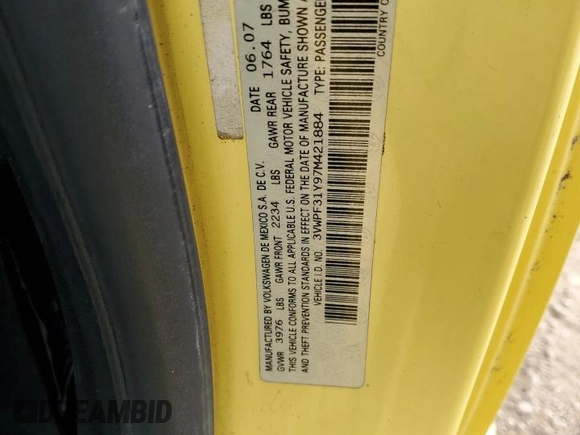 MANUFACTURED BY VOLKSWAGEN DE MEXICO S.A. DE C.V. DATE 06.07
GVWR 3976 LBS GAWR FRONT 2234 LBS GAWR REAR 1764 LBS
THIS VEHICLE CONFORMS TO ALL APPLICABLE U.S. FEDERAL MOTOR VEHICLE SAFETY, BUM
AND THEFT PREVENTION STANDARDS IN EFFECT ON THE DATE OF MANUFACTURE SHOWN
VEHICLE I.D. NO. 3VWPF31Y97M421884 TYPE: PASSENGE
COUNTRY O
DREAMBID